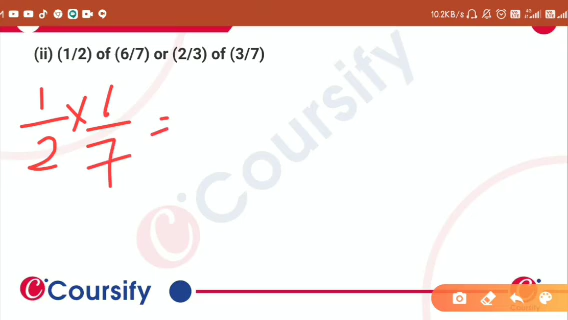 10.2KB/s
(ii) (1/2) of (6/7) or (2/3) of (3/7)
1/2 × 6/7 =
Coursify
Coursify